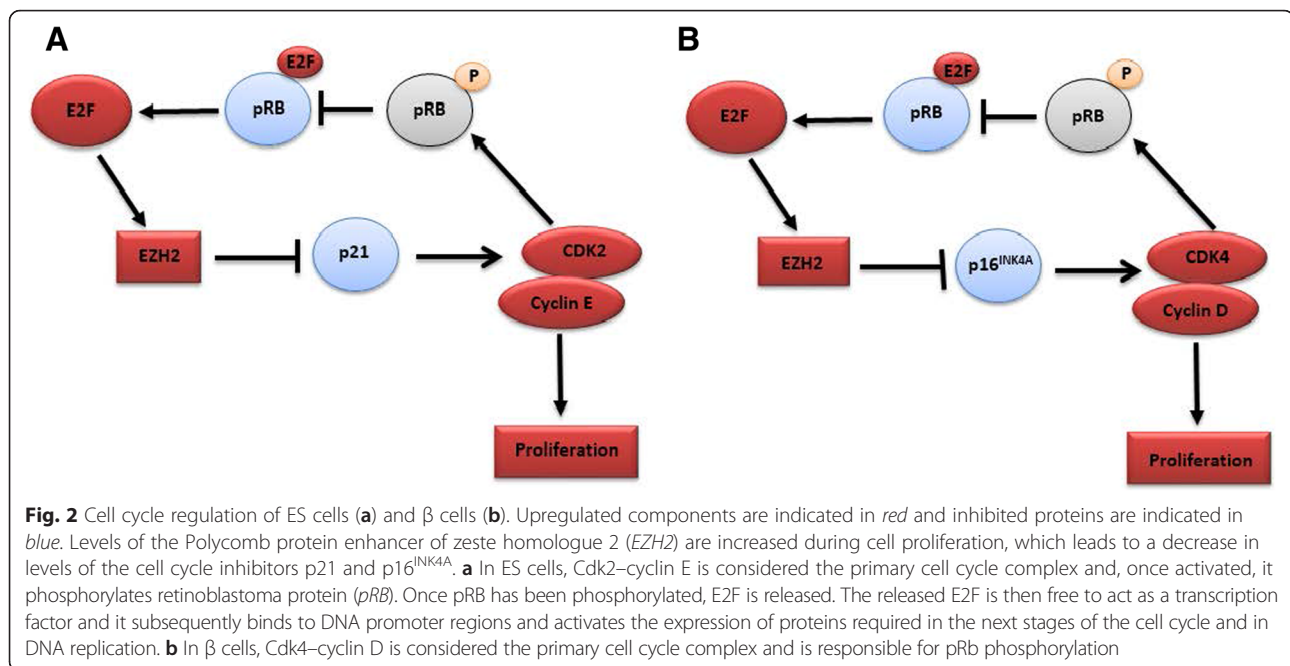 A
E2F
pRB
E2F
pRB
P
EZH2
p21
CDK2
Cyclin E
Proliferation
B
E2F
pRB
E2F
pRB
P
EZH2
p16INK4A
CDK4
Cyclin D
Proliferation
Fig. 2 Cell cycle regulation of ES cells (a) and β cells (b). Upregulated components are indicated in red and inhibited proteins are indicated in
blue. Levels of the Polycomb protein enhancer of zeste homologue 2 (EZH2) are increased during cell proliferation, which leads to a decrease in
levels of the cell cycle inhibitors p21 and p16INK4A. a In ES cells, Cdk2–cyclin E is considered the primary cell cycle complex and, once activated, it
phosphorylates retinoblastoma protein (pRB). Once pRB has been phosphorylated, E2F is released. The released E2F is then free to act as a transcription
factor and it subsequently binds to DNA promoter regions and activates the expression of proteins required in the next stages of the cell cycle and in
DNA replication. b In β cells, Cdk4–cyclin D is considered the primary cell cycle complex and is responsible for pRb phosphorylation